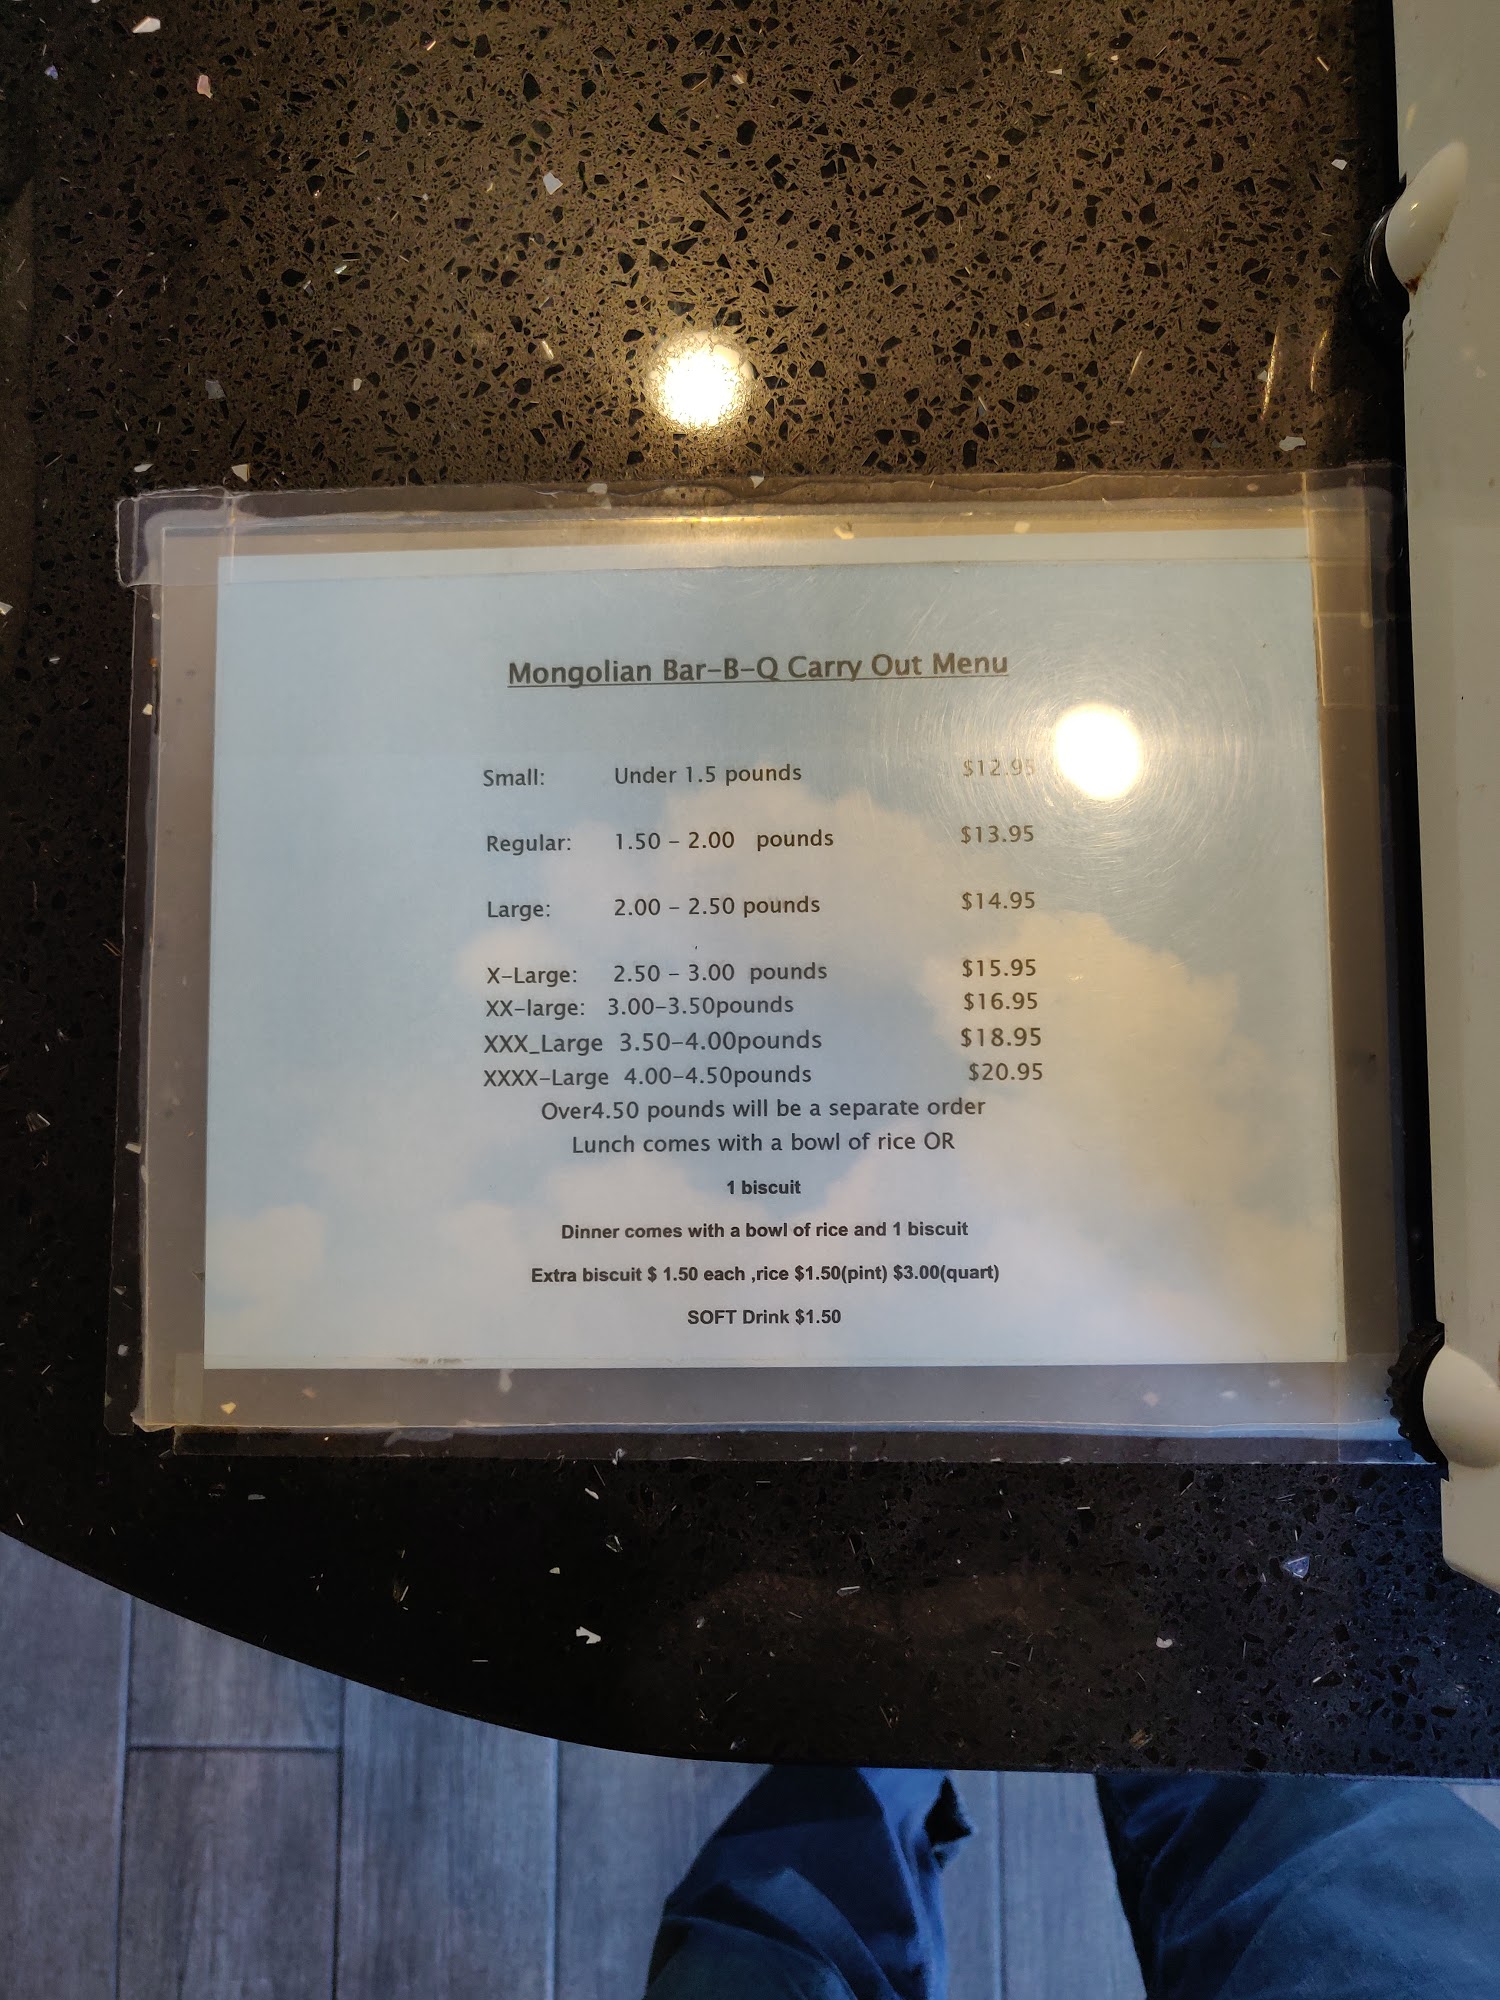 Mongolian Bar-B-Q Carry Out Menu
Small: Under 1.5 pounds $12.95
Regular: 1.50 - 2.00 pounds $13.95
Large: 2.00 - 2.50 pounds $14.95
X-Large: 2.50 - 3.00 pounds $15.95
XX-large: 3.00-3.50pounds $16.95
XXX_Large 3.50-4.00pounds $18.95
XXXX-Large 4.00-4.50pounds $20.95
Over4.50 pounds will be a separate order
Lunch comes with a bowl of rice OR
1 biscuit
Dinner comes with a bowl of rice and 1 biscuit
Extra biscuit $ 1.50 each ,rice $1.50(pint) $3.00(quart)
SOFT Drink $1.50